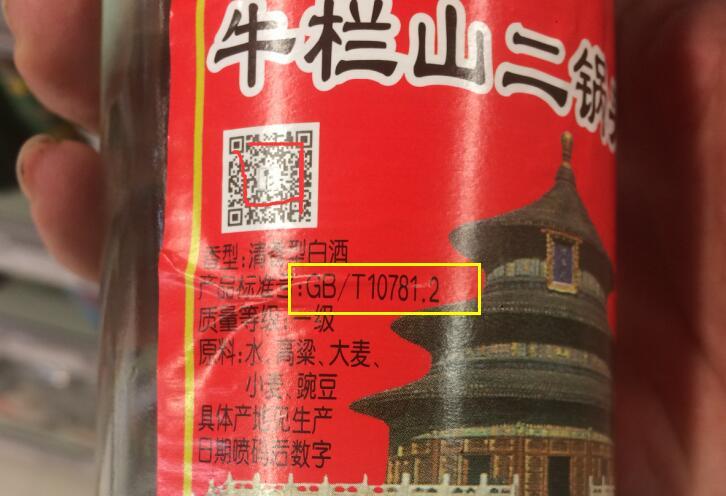 牛栏山二锅头
香型:清香型白酒
产品标准号:GB/T10781.2
质量等级:一级
原料:水、高粱、大麦、
小麦、豌豆
具体产地见生产
日期喷码后数字